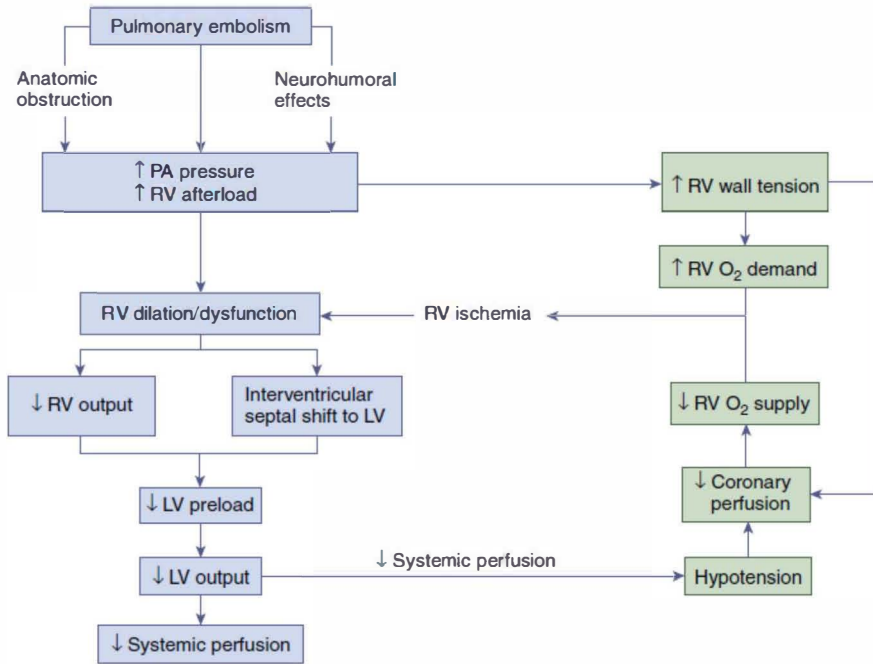 Pulmonary embolism
Anatomic
obstruction
Neurohumoral
effects
↑ PA pressure
↑ RV afterload
↑ RV wall tension
↑ RV O₂ demand
RV dilation/dysfunction
RV ischemia
↓ RV output
Interventricular
septal shift to LV
↓ RV O₂ supply
↓ LV preload
↓ Coronary
perfusion
↓ LV output
↓ Systemic perfusion
Hypotension
↓ Systemic perfusion